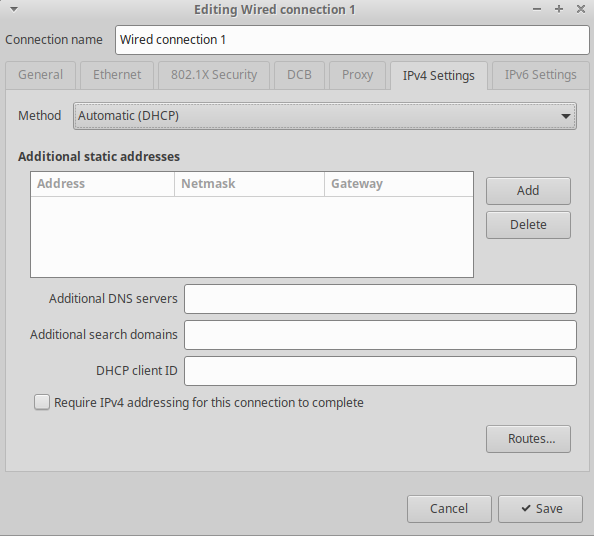 Editing Wired connection 1
Connection name Wired connection 1
General Ethernet 802.1X Security DCB Proxy IPv4 Settings IPv6 Settings
Method Automatic (DHCP)
Additional static addresses
Address Netmask Gateway
Add
Delete
Additional DNS servers
Additional search domains
DHCP client ID
Require IPv4 addressing for this connection to complete
Routes...
Cancel Save